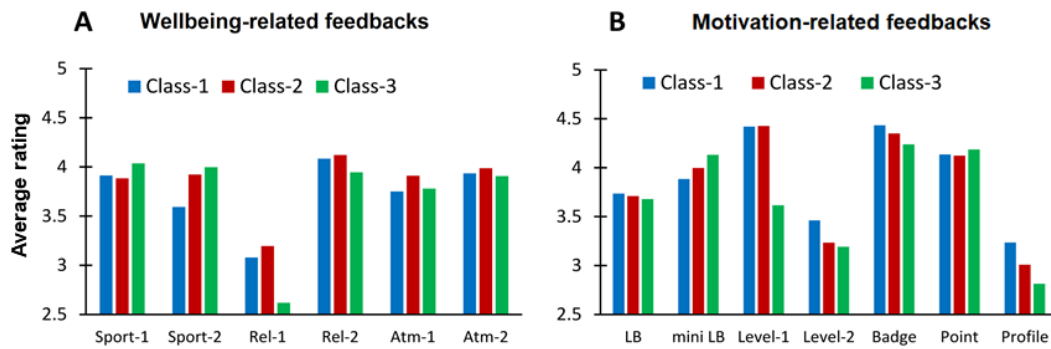 A Wellbeing-related feedbacks
Average rating
5
4.5
4
3.5
3
2.5
Class-1 Class-2 Class-3
Sport-1 Sport-2 Rel-1 Rel-2 Atm-1 Atm-2
B Motivation-related feedbacks
5
4.5
4
3.5
3
2.5
Class-1 Class-2 Class-3
LB mini LB Level-1 Level-2 Badge Point Profile